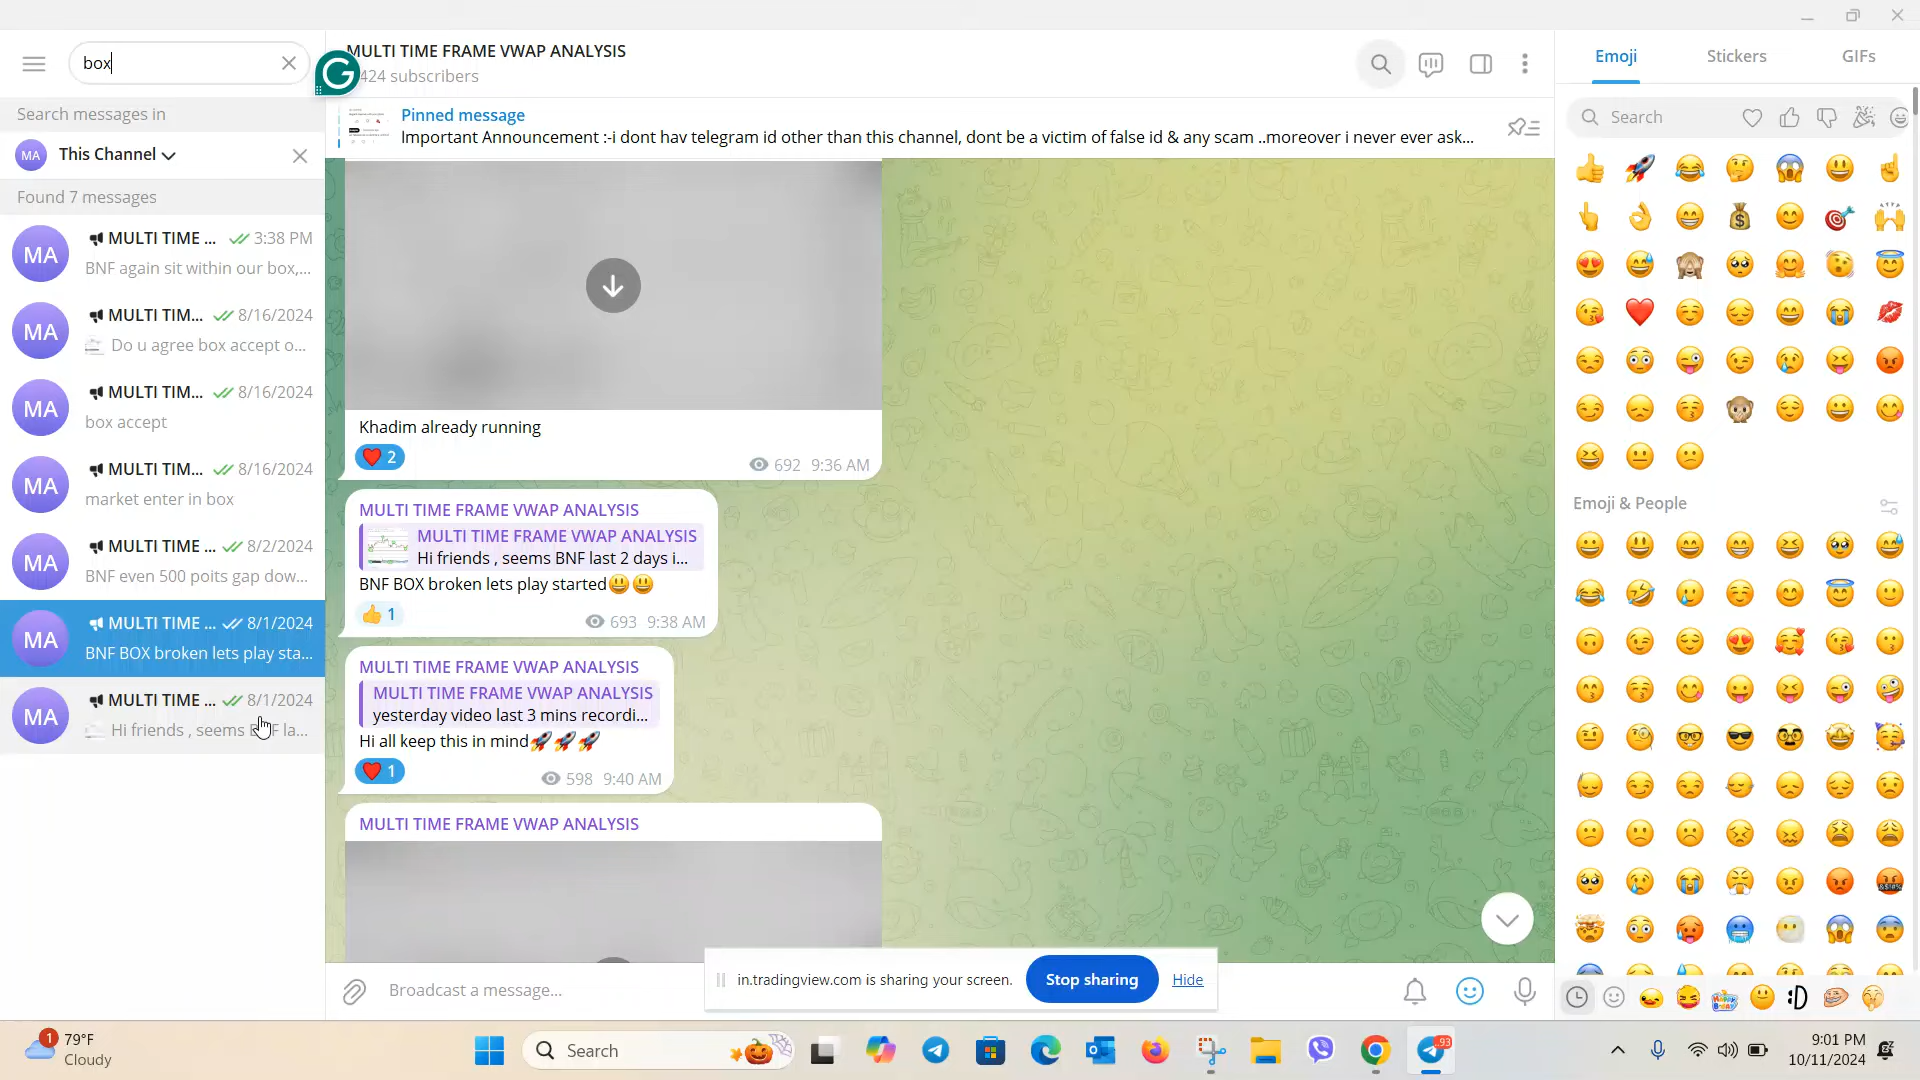 box
Search messages in
MA This Channel
Found 7 messages
MA
MULTI TIME ... 3:38 PM
BNF again sit within our box,...
MA
MULTI TIM... 8/16/2024
Do u agree box accept o...
MA
MULTI TIM... 8/16/2024
box accept
MA
MULTI TIM... 8/16/2024
market enter in box
MA
MULTI TIME ... 8/2/2024
BNF even 500 poits gap dow...
MA
MULTI TIME ... 8/1/2024
BNF BOX broken lets play sta...
MA
MULTI TIME ... 8/1/2024
Hi friends , seems BNF la...
MULTI TIME FRAME VWAP ANALYSIS
424 subscribers
Pinned message
Important Announcement :-i dont hav telegram id other than this channel, dont be a victim of false id & any scam ..moreover i never ever ask...
Khadim already running
❤️ 2
692 9:36 AM
MULTI TIME FRAME VWAP ANALYSIS
MULTI TIME FRAME VWAP ANALYSIS
Hi friends , seems BNF last 2 days i...
BNF BOX broken lets play started😃😃
👍 1
693 9:38 AM
MULTI TIME FRAME VWAP ANALYSIS
MULTI TIME FRAME VWAP ANALYSIS
yesterday video last 3 mins recordi...
Hi all keep this in mind🚀🚀🚀
❤️ 1
598 9:40 AM
MULTI TIME FRAME VWAP ANALYSIS
in.tradingview.com is sharing your screen. Stop sharing Hide
Broadcast a message...
Emoji Stickers GIFs
Search
Emoji & People
1
79°F
Cloudy
Search
93
9:01 PM
10/11/2024